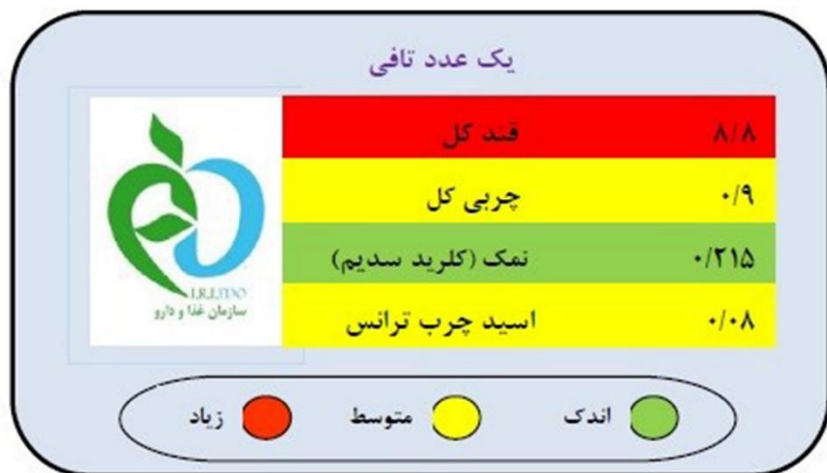 یک عدد تافی
قند کل ۸/۸
چربی کل ۰/۹
نمک (کلرید سدیم) ۰/۲۱۵
اسید چرب ترانس ۰/۰۸
I.R.I.FDO
سازمان غذا و دارو
اندک متوسط زیاد